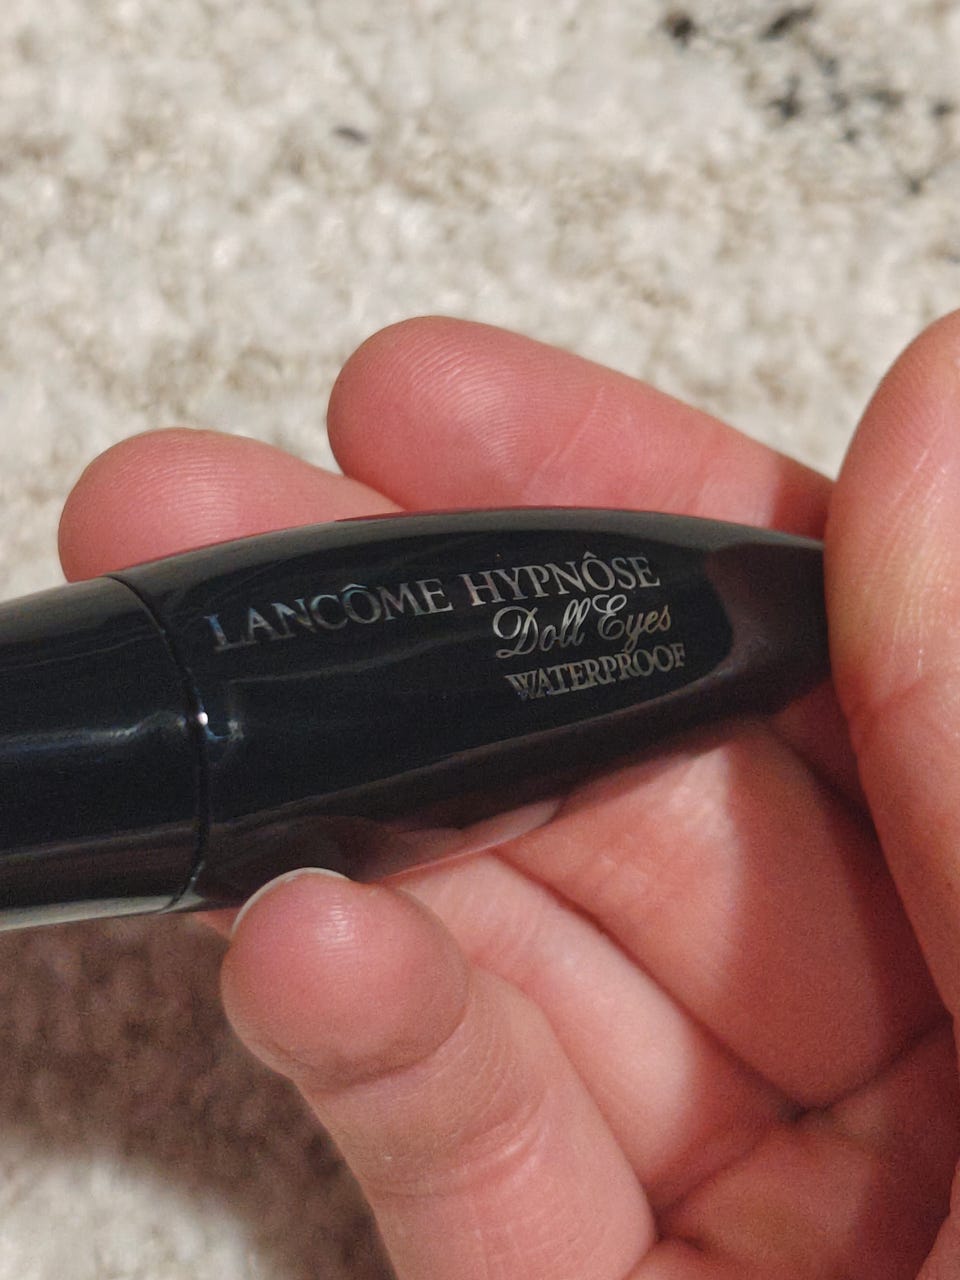 LANCÔME HYPNÔSE
Doll Eyes
WATERPROOF